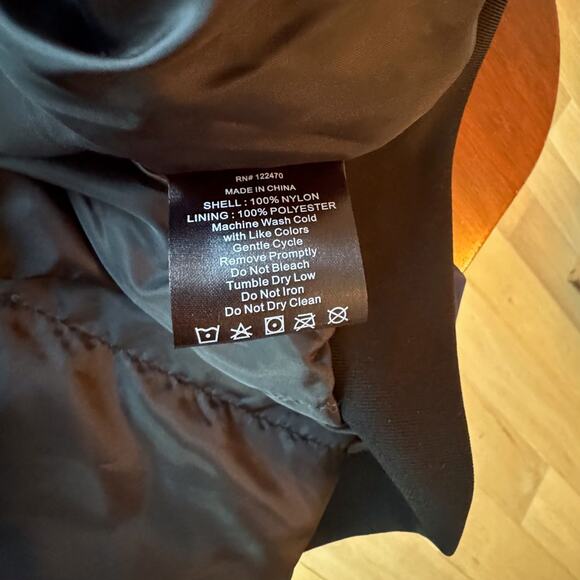 RN# 122470
MADE IN CHINA
SHELL : 100% NYLON
LINING : 100% POLYESTER
Machine Wash Cold
with Like Colors
Gentle Cycle
Remove Promptly
Do Not Bleach
Tumble Dry Low
Do Not Iron
Do Not Dry Clean